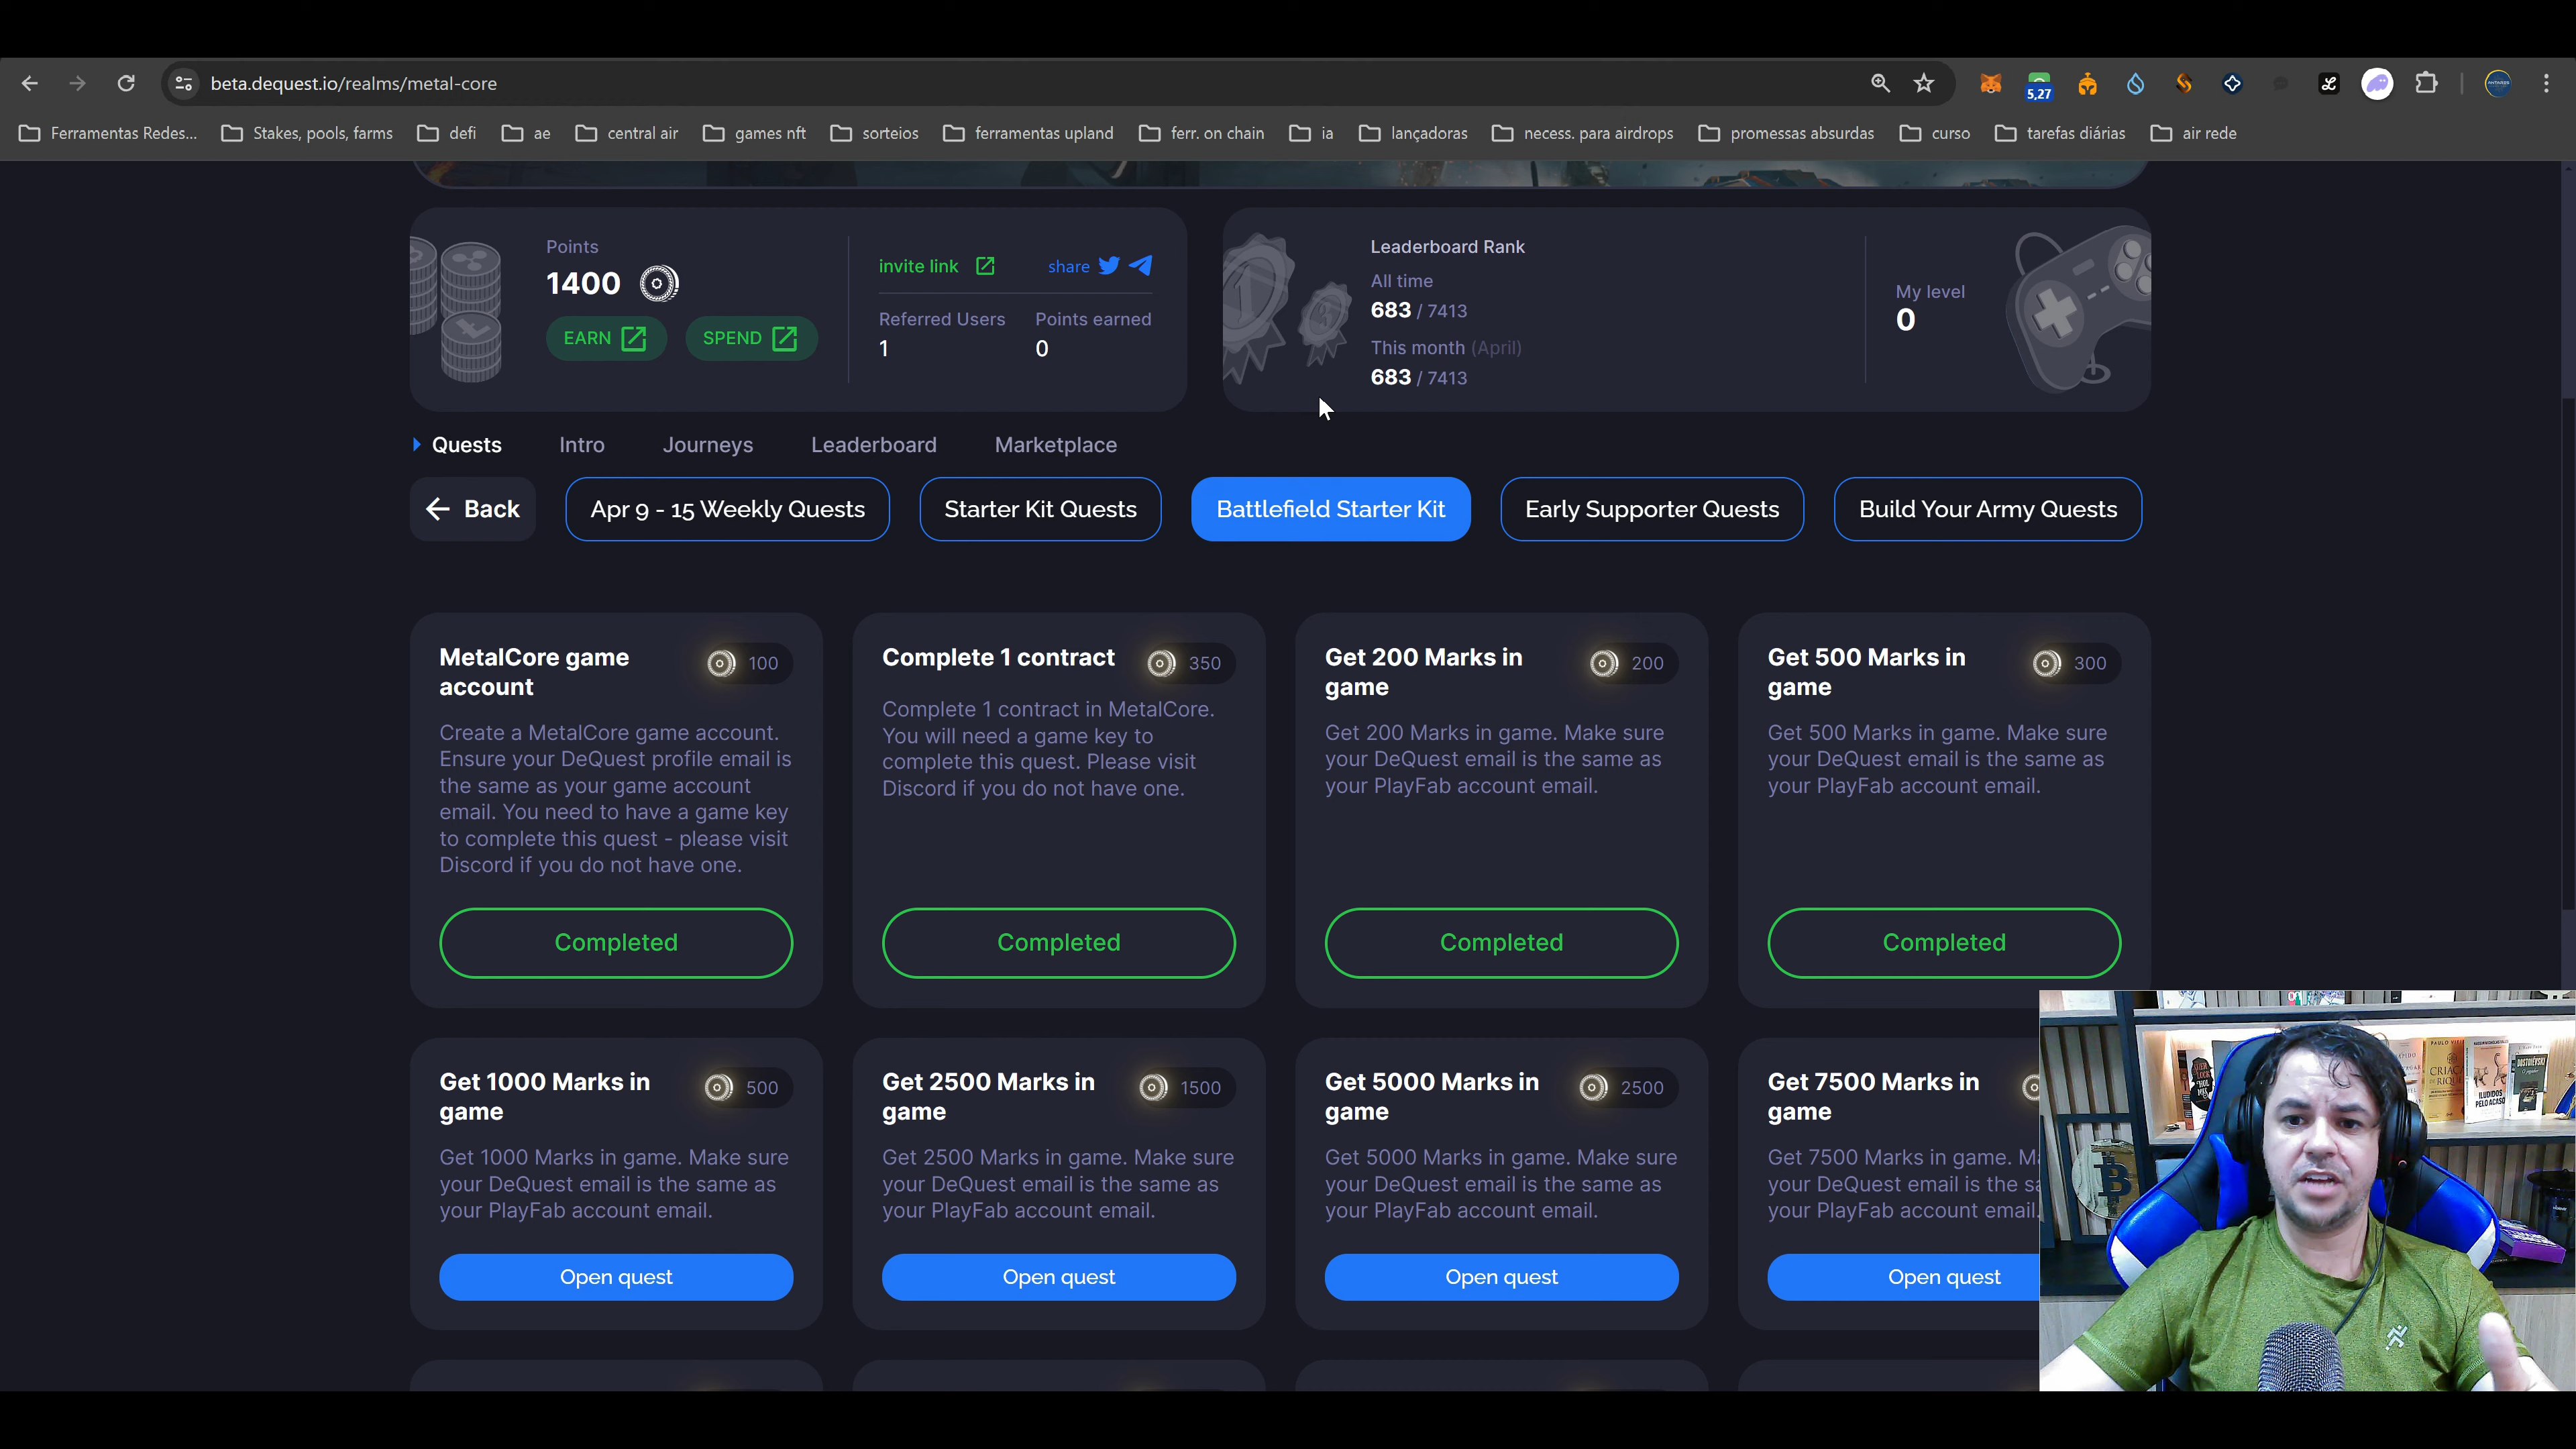 beta.dequest.io/realms/metal-core
5,27
Ferramentas Redes... Stakes, pools, farms defi ae central air games nft sorteios ferramentas upland ferr. on chain ia lançadoras necess. para airdrops promessas absurdas curso tarefas diárias air rede
Points
1400
EARN SPEND
invite link share
Referred Users Points earned
1 0
Leaderboard Rank
All time
683 / 7413
This month (April)
683 / 7413
My level
0
Quests Intro Journeys Leaderboard Marketplace
Back Apr 9 - 15 Weekly Quests Starter Kit Quests Battlefield Starter Kit Early Supporter Quests Build Your Army Quests
MetalCore game
account
100
Create a MetalCore game account.
Ensure your DeQuest profile email is
the same as your game account
email. You need to have a game key
to complete this quest - please visit
Discord if you do not have one.
Completed
Complete 1 contract
350
Complete 1 contract in MetalCore.
You will need a game key to
complete this quest. Please visit
Discord if you do not have one.
Completed
Get 200 Marks in
game
200
Get 200 Marks in game. Make sure
your DeQuest email is the same as
your PlayFab account email.
Completed
Get 500 Marks in
game
300
Get 500 Marks in game. Make sure
your DeQuest email is the same as
your PlayFab account email.
Completed
Get 1000 Marks in
game
500
Get 1000 Marks in game. Make sure
your DeQuest email is the same as
your PlayFab account email.
Open quest
Get 2500 Marks in
game
1500
Get 2500 Marks in game. Make sure
your DeQuest email is the same as
your PlayFab account email.
Open quest
Get 5000 Marks in
game
2500
Get 5000 Marks in game. Make sure
your DeQuest email is the same as
your PlayFab account email.
Open quest
Get 7500 Marks in
game
Get 7500 Marks in game. Ma
your DeQuest email is the sa
your PlayFab account email.
Open quest
ILUDIDOS
PELO ACASO
DOSTOIÉVSKI